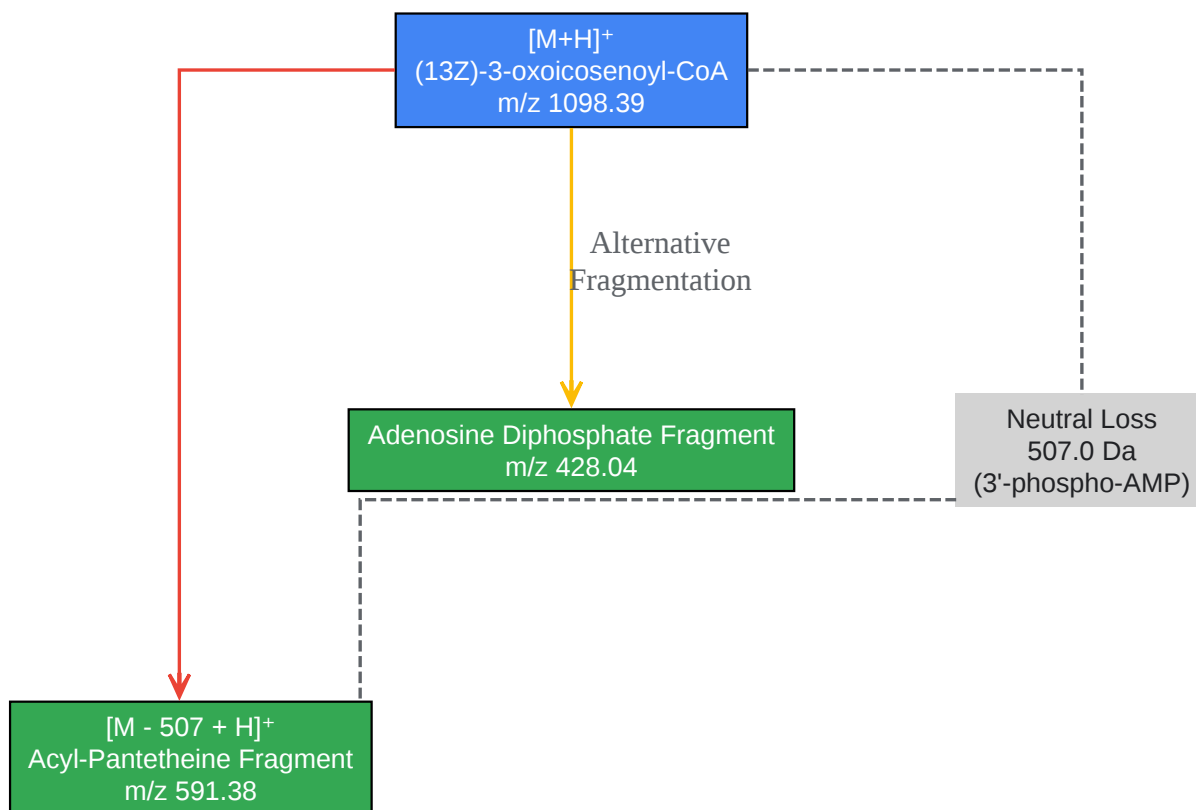 [M+H]⁺
(13Z)-3-oxoicosenoyl-CoA
m/z 1098.39
Alternative
Fragmentation
Adenosine Diphosphate Fragment
m/z 428.04
Neutral Loss
507.0 Da
(3'-phospho-AMP)
[M - 507 + H]⁺
Acyl-Pantetheine Fragment
m/z 591.38